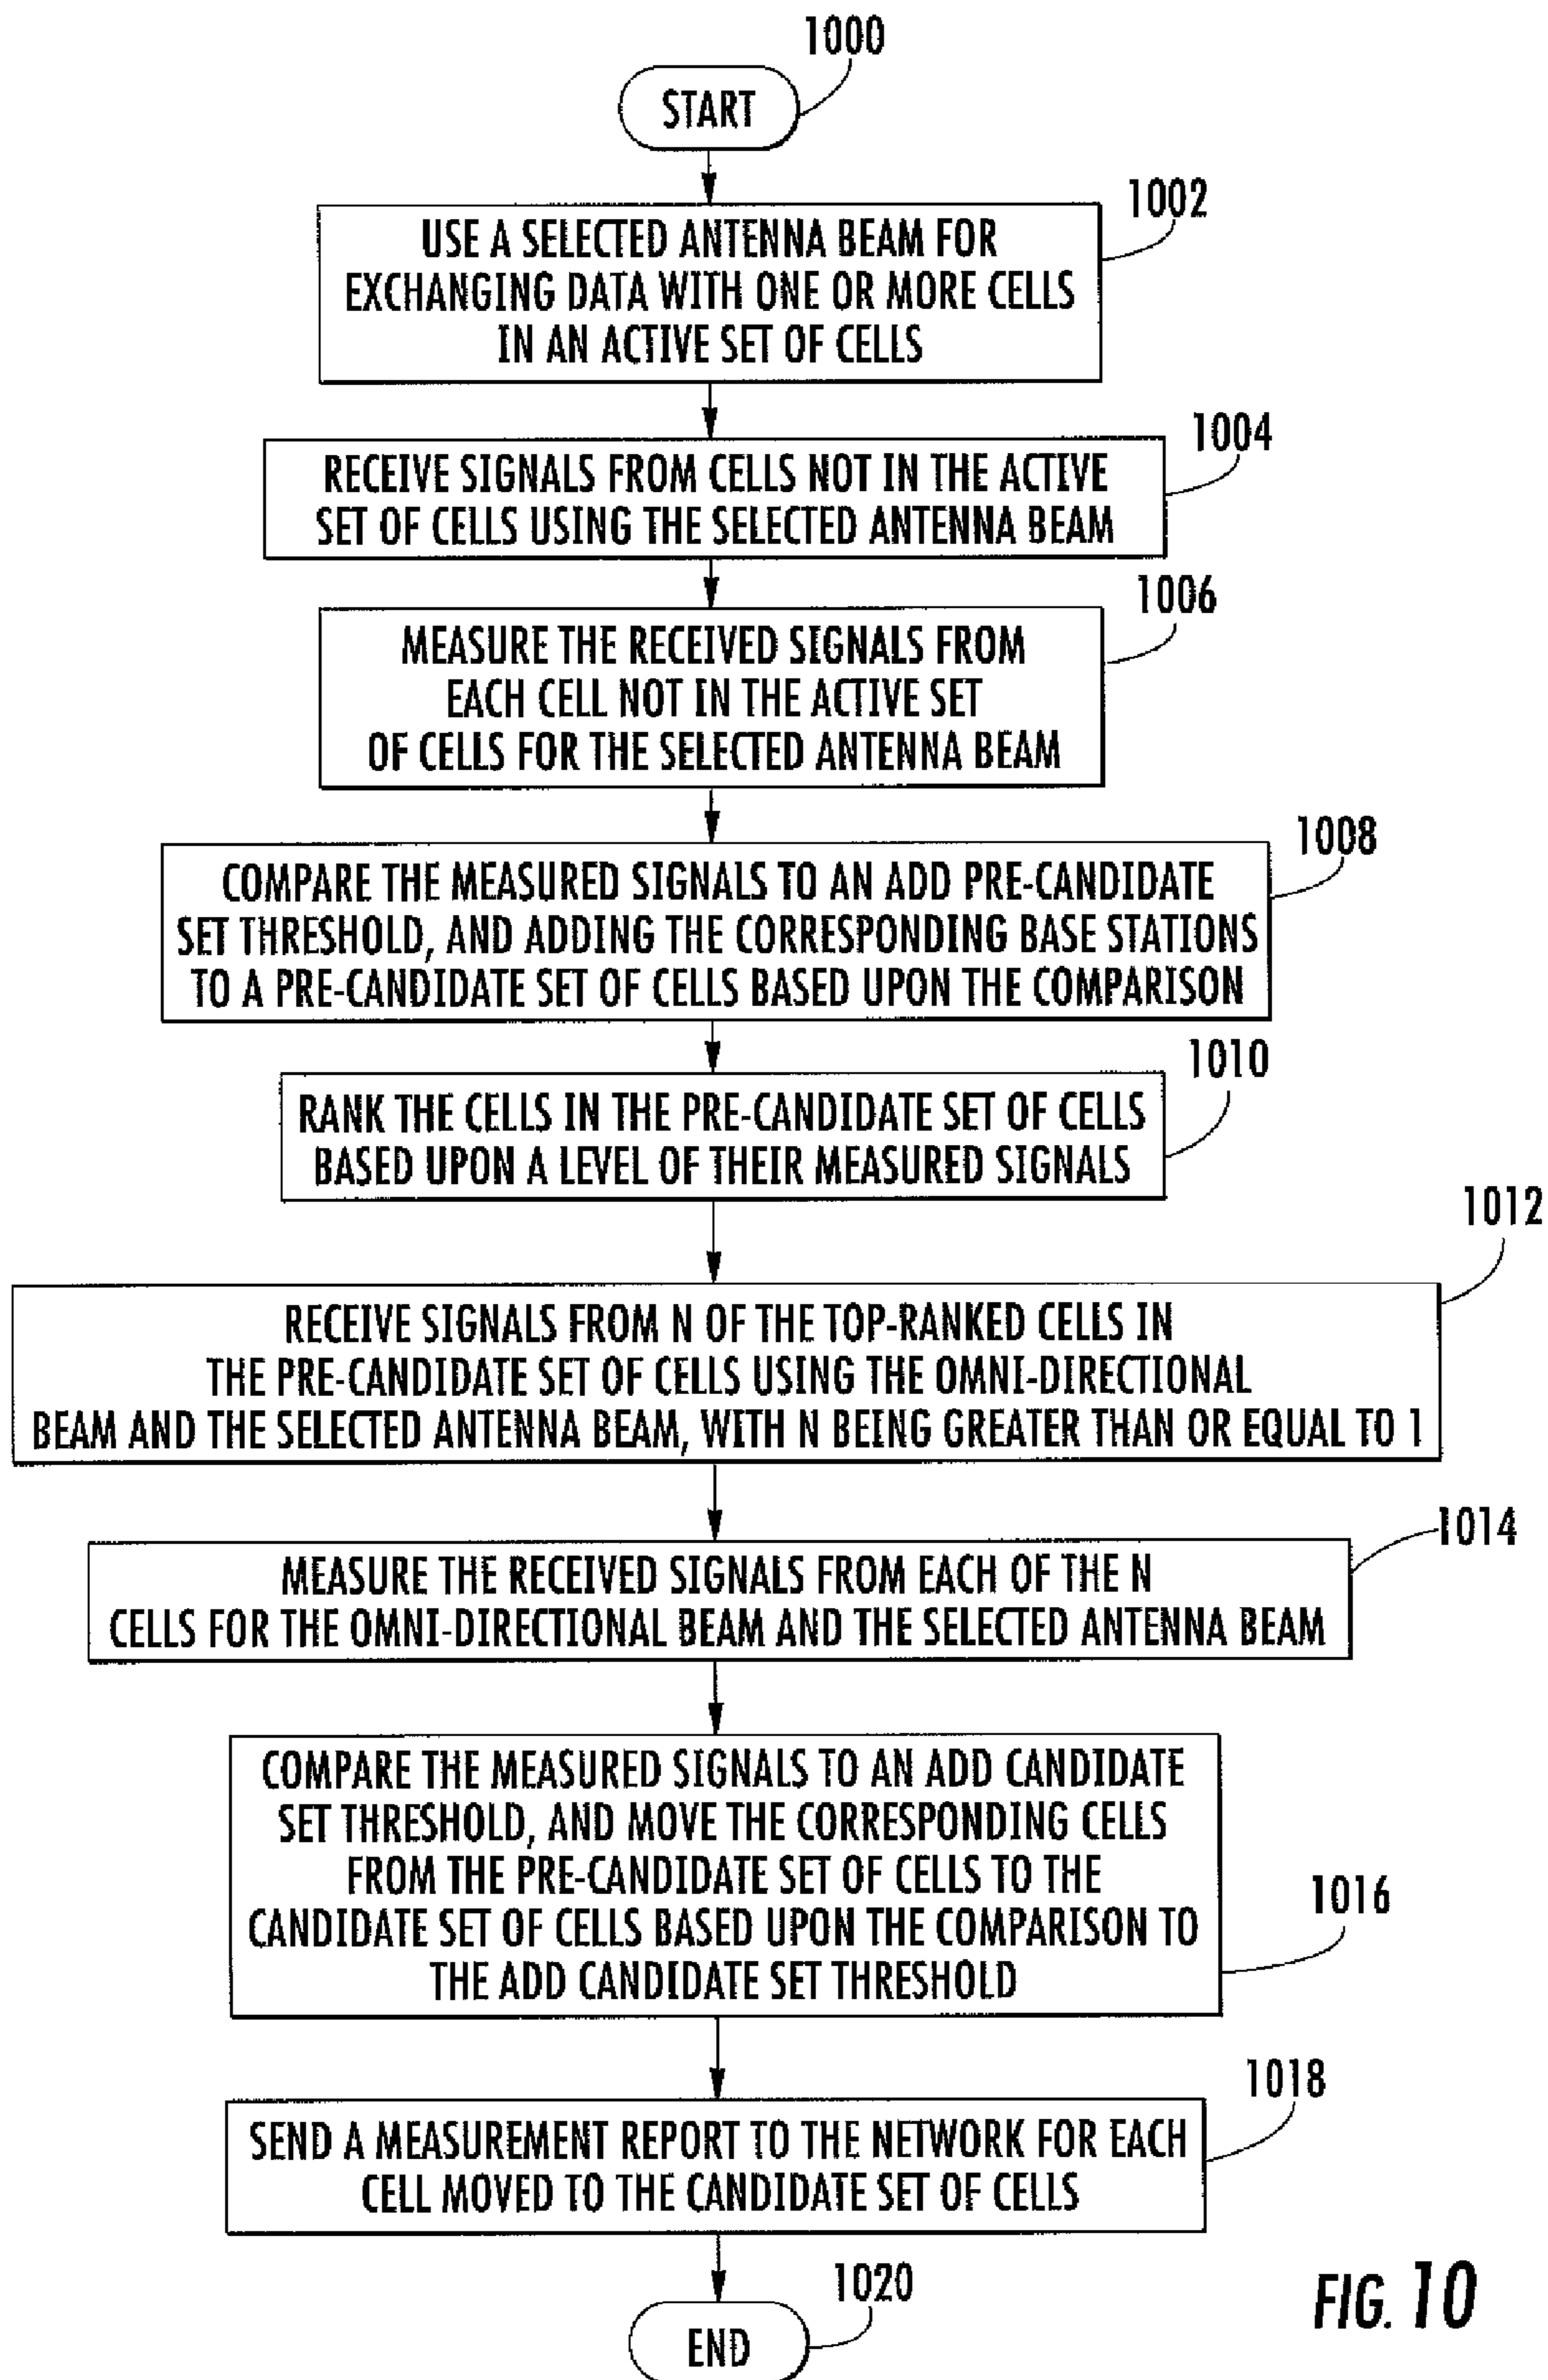 1000
START
1002
USE A SELECTED ANTENNA BEAM FOR
EXCHANGING DATA WITH ONE OR MORE CELLS
IN AN ACTIVE SET OF CELLS
1004
RECEIVE SIGNALS FROM CELLS NOT IN THE ACTIVE
SET OF CELLS USING THE SELECTED ANTENNA BEAM
1006
MEASURE THE RECEIVED SIGNALS FROM
EACH CELL NOT IN THE ACTIVE SET
OF CELLS FOR THE SELECTED ANTENNA BEAM
1008
COMPARE THE MEASURED SIGNALS TO AN ADD PRE-CANDIDATE
SET THRESHOLD, AND ADDING THE CORRESPONDING BASE STATIONS
TO A PRE-CANDIDATE SET OF CELLS BASED UPON THE COMPARISON
1010
RANK THE CELLS IN THE PRE-CANDIDATE SET OF CELLS
BASED UPON A LEVEL OF THEIR MEASURED SIGNALS
1012
RECEIVE SIGNALS FROM N OF THE TOP-RANKED CELLS IN
THE PRE-CANDIDATE SET OF CELLS USING THE OMNI-DIRECTIONAL
BEAM AND THE SELECTED ANTENNA BEAM, WITH N BEING GREATER THAN OR EQUAL TO 1
1014
MEASURE THE RECEIVED SIGNALS FROM EACH OF THE N
CELLS FOR THE OMNI-DIRECTIONAL BEAM AND THE SELECTED ANTENNA BEAM
COMPARE THE MEASURED SIGNALS TO AN ADD CANDIDATE
SET THRESHOLD, AND MOVE THE CORRESPONDING CELLS
FROM THE PRE-CANDIDATE SET OF CELLS TO THE
CANDIDATE SET OF CELLS BASED UPON THE COMPARISON TO
THE ADD CANDIDATE SET THRESHOLD
1016
1018
SEND A MEASUREMENT REPORT TO THE NETWORK FOR EACH
CELL MOVED TO THE CANDIDATE SET OF CELLS
1020
END
FIG. 10